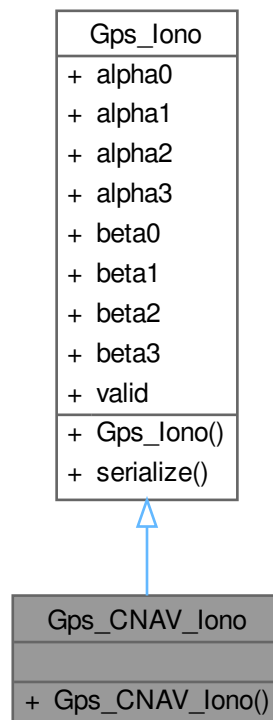 Gps_Iono
+ alpha0
+ alpha1
+ alpha2
+ alpha3
+ beta0
+ beta1
+ beta2
+ beta3
+ valid
+ Gps_Iono()
+ serialize()
Gps_CNAV_Iono
+ Gps_CNAV_Iono()